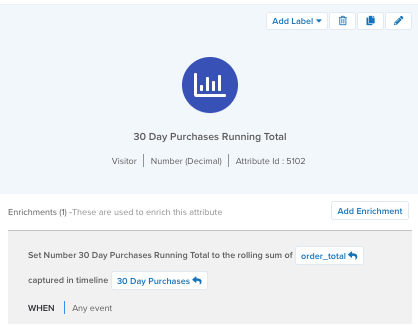 Add Label
30 Day Purchases Running Total
Visitor | Number (Decimal) | Attribute Id : 5102
Enrichments (1) -These are used to enrich this attribute
Add Enrichment
Set Number 30 Day Purchases Running Total to the rolling sum of order_total
captured in timeline 30 Day Purchases
WHEN | Any event